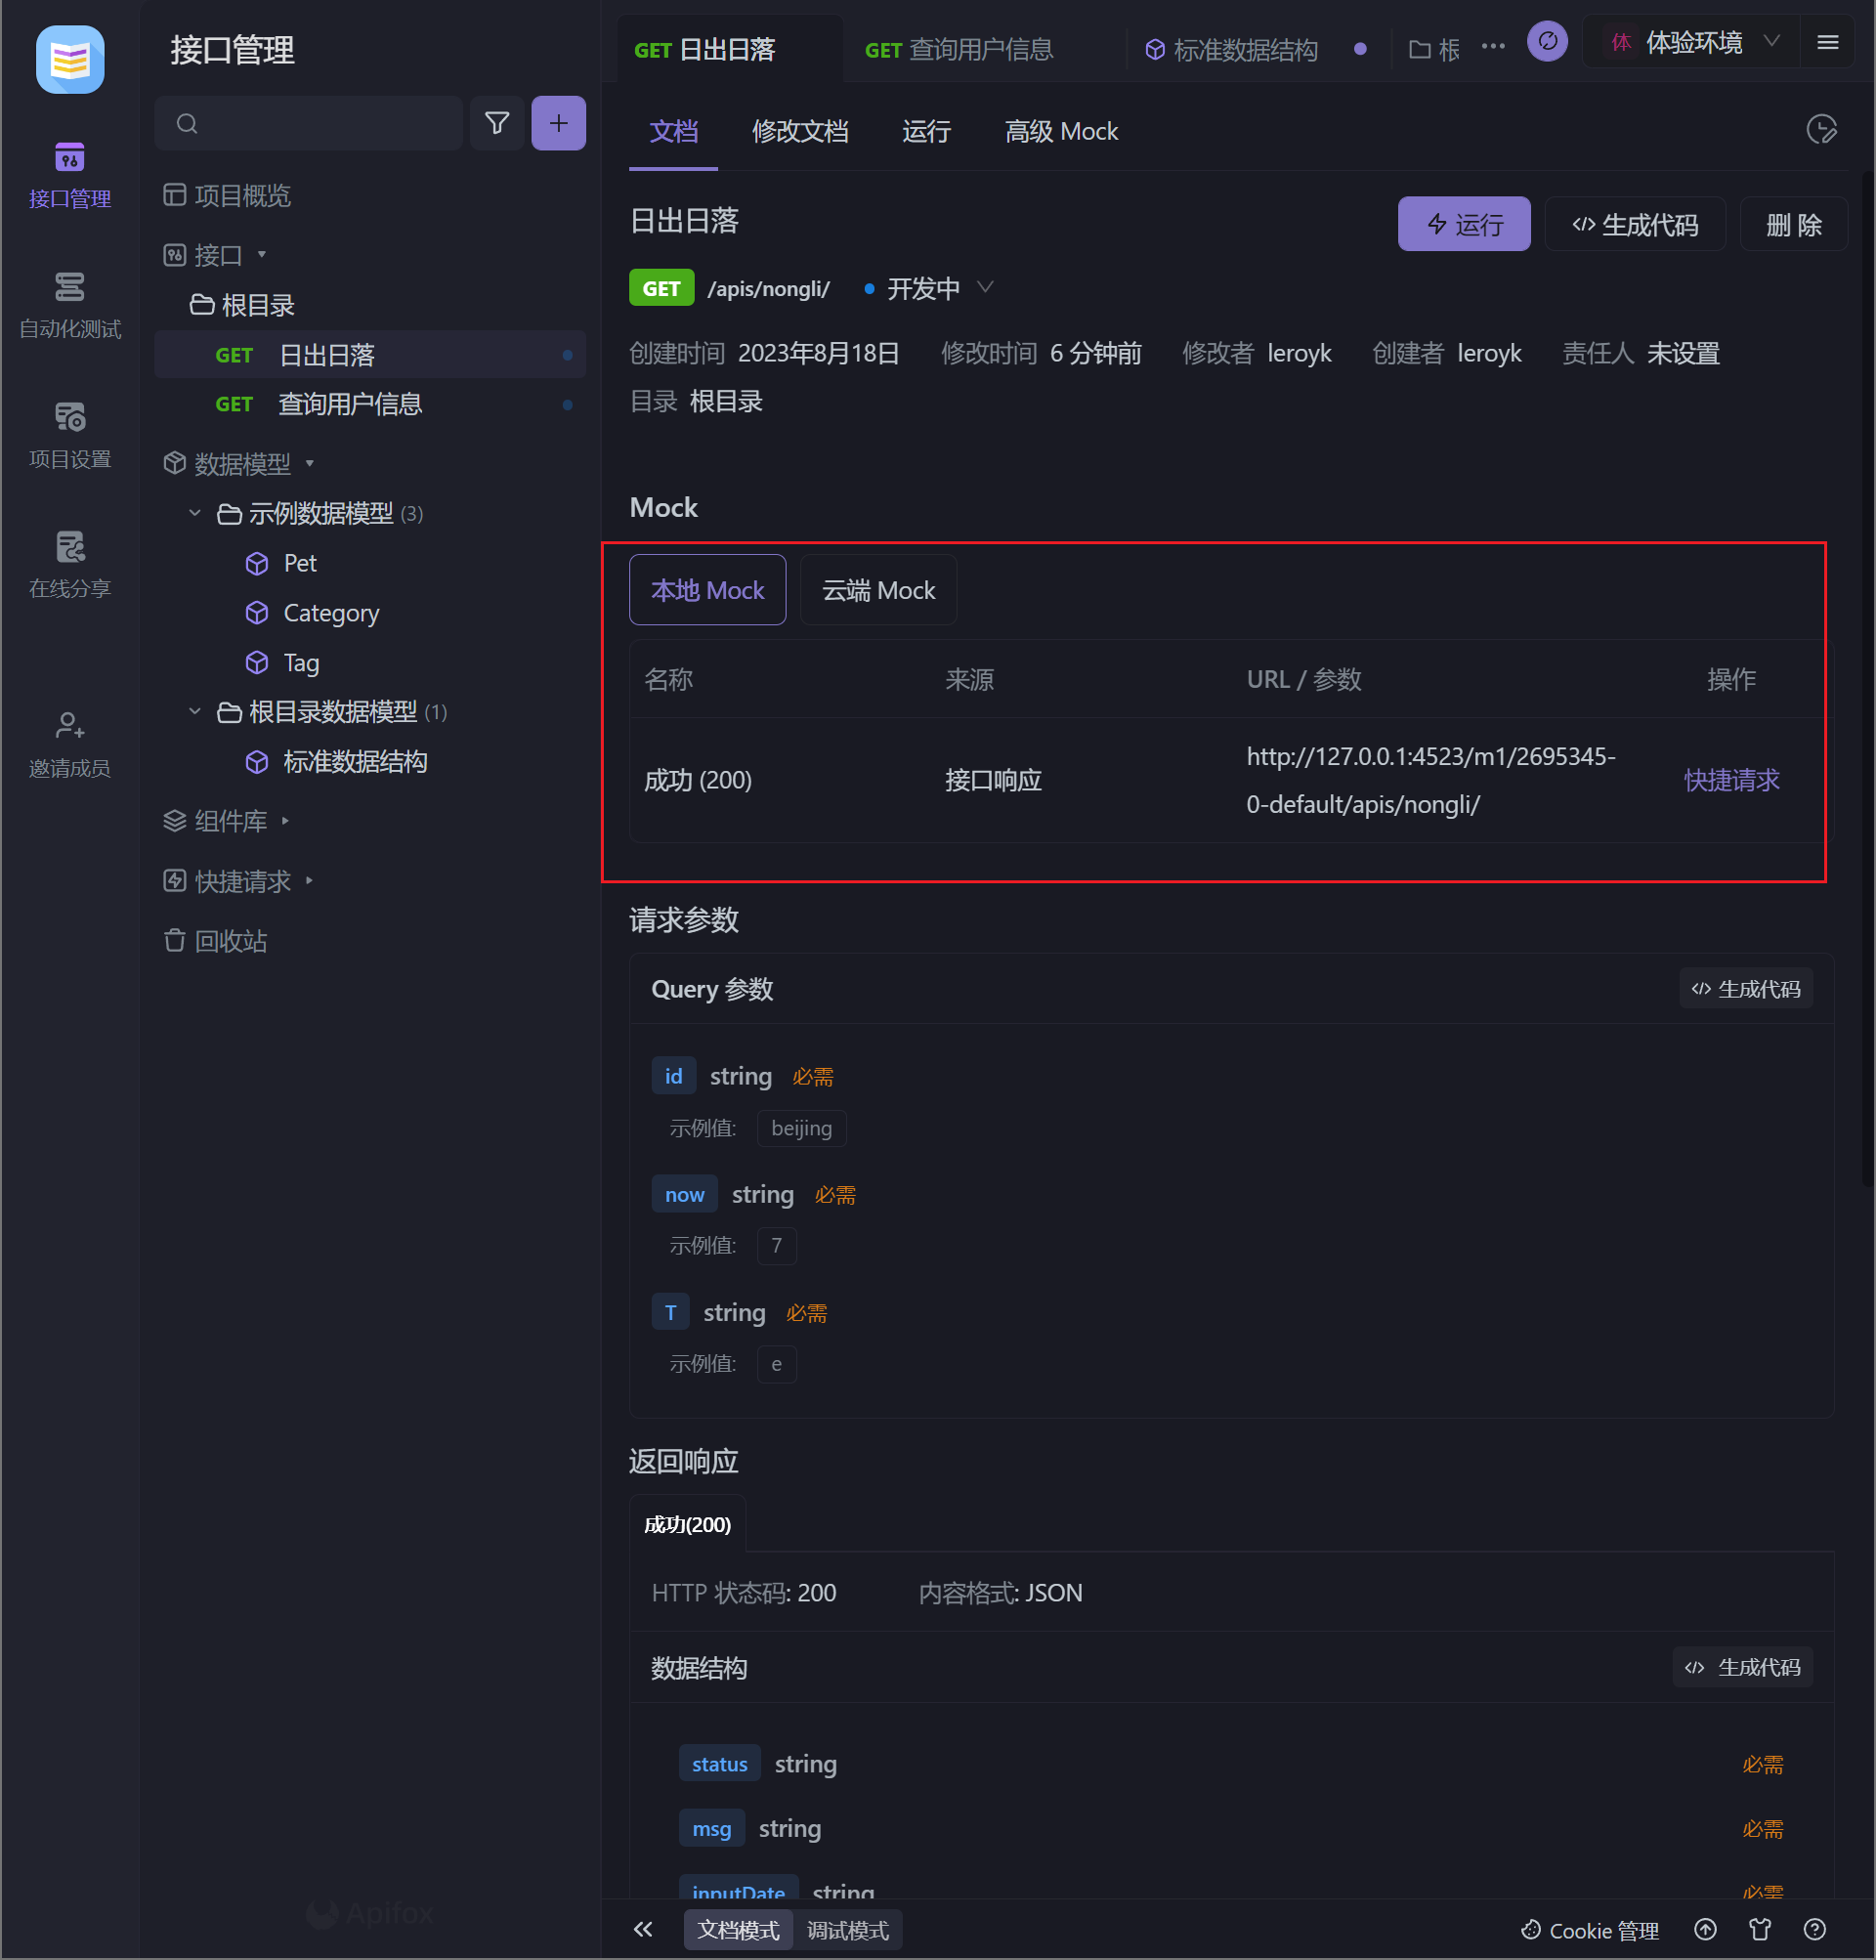 接口管理
自动化测试
项目设置
在线分享
邀请成员
接口管理
项目概览
接口
根目录
GET 日出日落
GET 查询用户信息
数据模型
示例数据模型 (3)
Pet
Category
Tag
根目录数据模型 (1)
标准数据结构
组件库
快捷请求
回收站
Apifox
GET 日出日落 GET 查询用户信息 标准数据结构 根 ··· 体 体验环境
文档 修改文档 运行 高级 Mock
日出日落 运行 </> 生成代码 删 除
GET /apis/nongli/ 开发中
创建时间 2023年8月18日 修改时间 6 分钟前 修改者 leroyk 创建者 leroyk 责任人 未设置
目录 根目录
Mock
本地 Mock 云端 Mock
名称 来源 URL / 参数 操作
成功 (200) 接口响应 http://127.0.0.1:4523/m1/2695345-
0-default/apis/nongli/ 快捷请求
请求参数
Query 参数 </> 生成代码
id string 必需
示例值: beijing
now string 必需
示例值: 7
T string 必需
示例值: e
返回响应
成功(200)
HTTP 状态码: 200 内容格式: JSON
数据结构 </> 生成代码
status string 必需
msg string 必需
inputDate string 必需
文档模式 调试模式 Cookie 管理